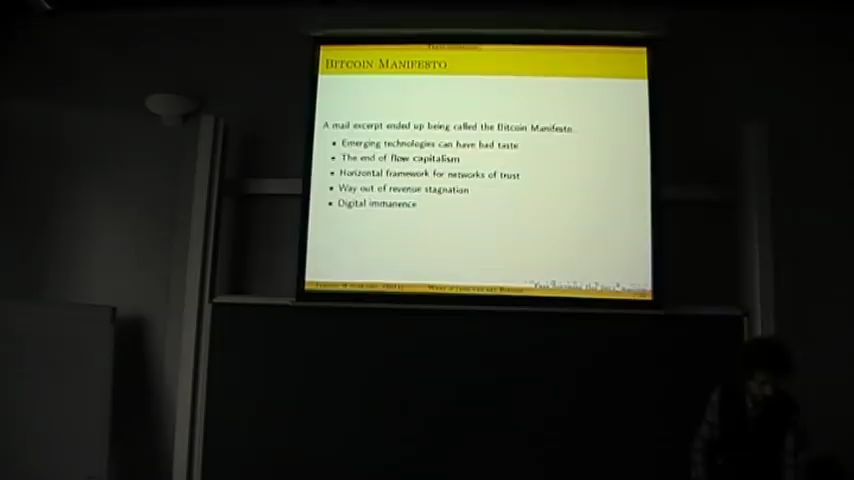 BITCOIN MANIFESTO
A mail excerpt ended up being called the Bitcoin Manifesto.
Emerging technologies can have bad taste
The end of flow capitalism
Horizontal framework for networks of trust
Way out of revenue stagnation
Digital immanence